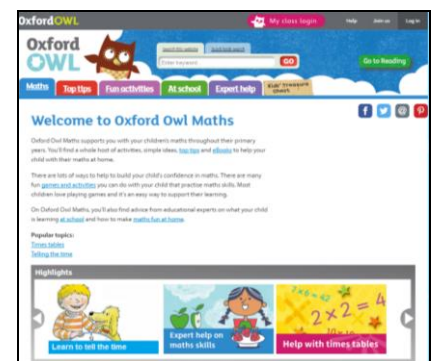 OxfordOWL
My class login
Help
Join us
Log in
Oxford
OWL
Search this website
Enter keyword
GO
Go to Reading
Maths
Top tips
Fun activities
At school
Expert help
Kids' Treasure
Chest
Welcome to Oxford Owl Maths
Oxford Owl Maths supports you with your children's maths throughout their primary
years. You'll find a whole host of activities, simple ideas, top tips and eBooks to help your
child with their maths at home.
There are lots of ways to help to build your child's confidence in maths. There are many
fun games and activities you can do with your child that practise maths skills. Most
children love playing games and it's an easy way to support their learning.
On Oxford Owl Maths, you'll also find advice from educational experts on what your child
is learning at school and how to make maths fun at home.
Popular topics:
Times tables
Telling the time
Highlights
Learn to tell the time
Expert help on
maths skills
2 × 2 = 4
Help with times tables